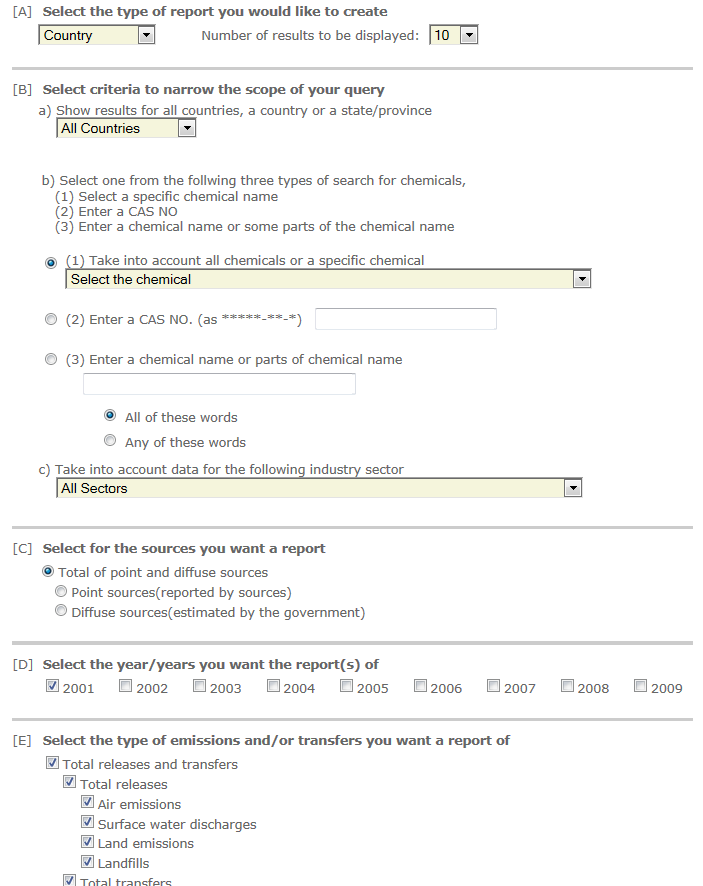 [A] Select the type of report you would like to create
Country Number of results to be displayed: 10
[B] Select criteria to narrow the scope of your query
a) Show results for all countries, a country or a state/province
All Countries
b) Select one from the follwing three types of search for chemicals,
(1) Select a specific chemical name
(2) Enter a CAS NO
(3) Enter a chemical name or some parts of the chemical name
(1) Take into account all chemicals or a specific chemical
Select the chemical
(2) Enter a CAS NO. (as *****-**-*)
(3) Enter a chemical name or parts of chemical name
All of these words
Any of these words
c) Take into account data for the following industry sector
All Sectors
[C] Select for the sources you want a report
Total of point and diffuse sources
Point sources(reported by sources)
Diffuse sources(estimated by the government)
[D] Select the year/years you want the report(s) of
2001 2002 2003 2004 2005 2006 2007 2008 2009
[E] Select the type of emissions and/or transfers you want a report of
Total releases and transfers
Total releases
Air emissions
Surface water discharges
Land emissions
Landfills
Total transfers